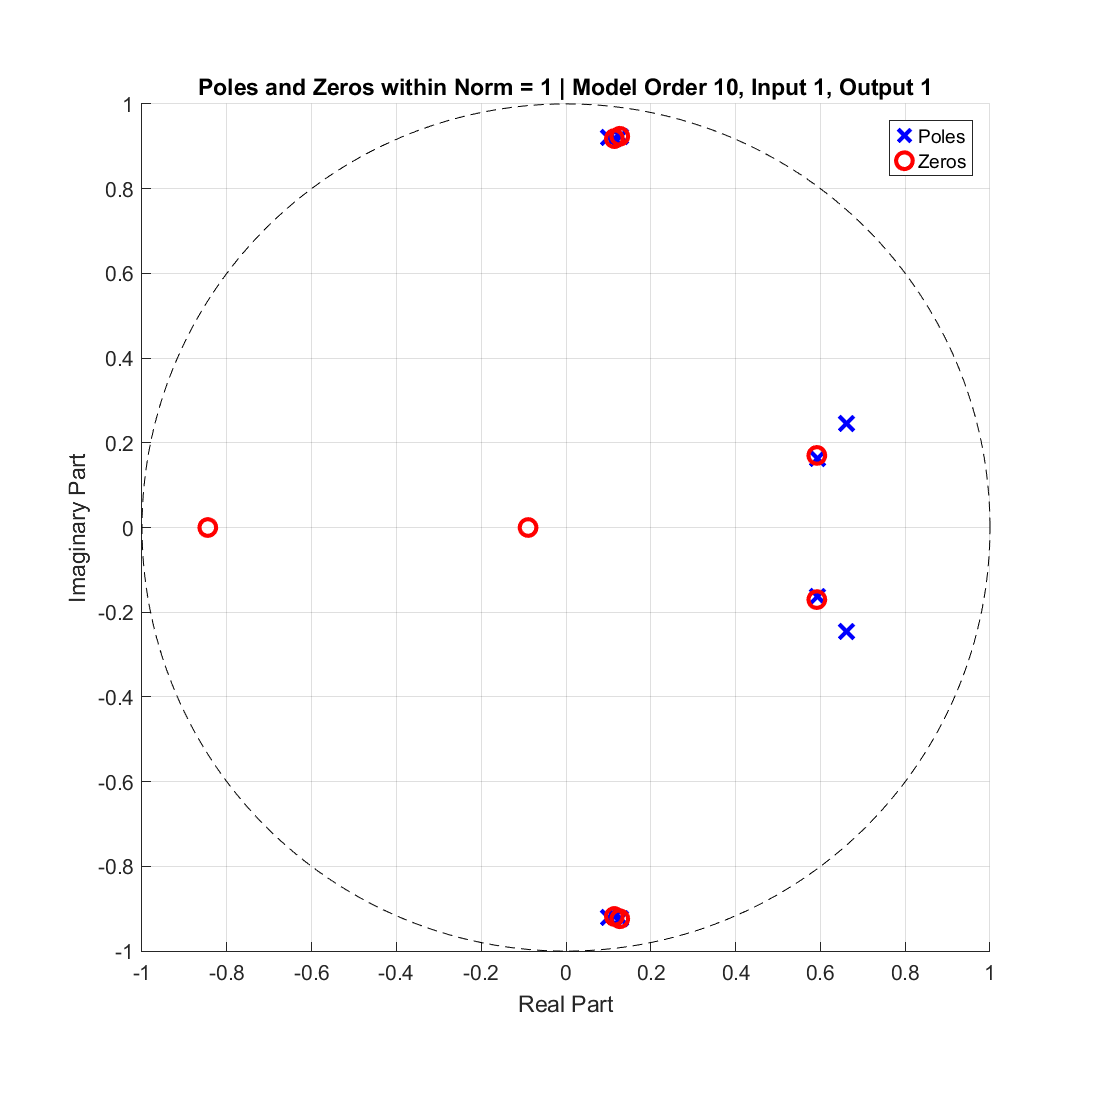 Poles and Zeros within Norm = 1 | Model Order 10, Input 1, Output 1
Poles
Zeros
1
0.8
0.6
0.4
0.2
0
-0.2
-0.4
-0.6
-0.8
-1
Imaginary Part
-1 -0.8 -0.6 -0.4 -0.2 0 0.2 0.4 0.6 0.8 1
Real Part